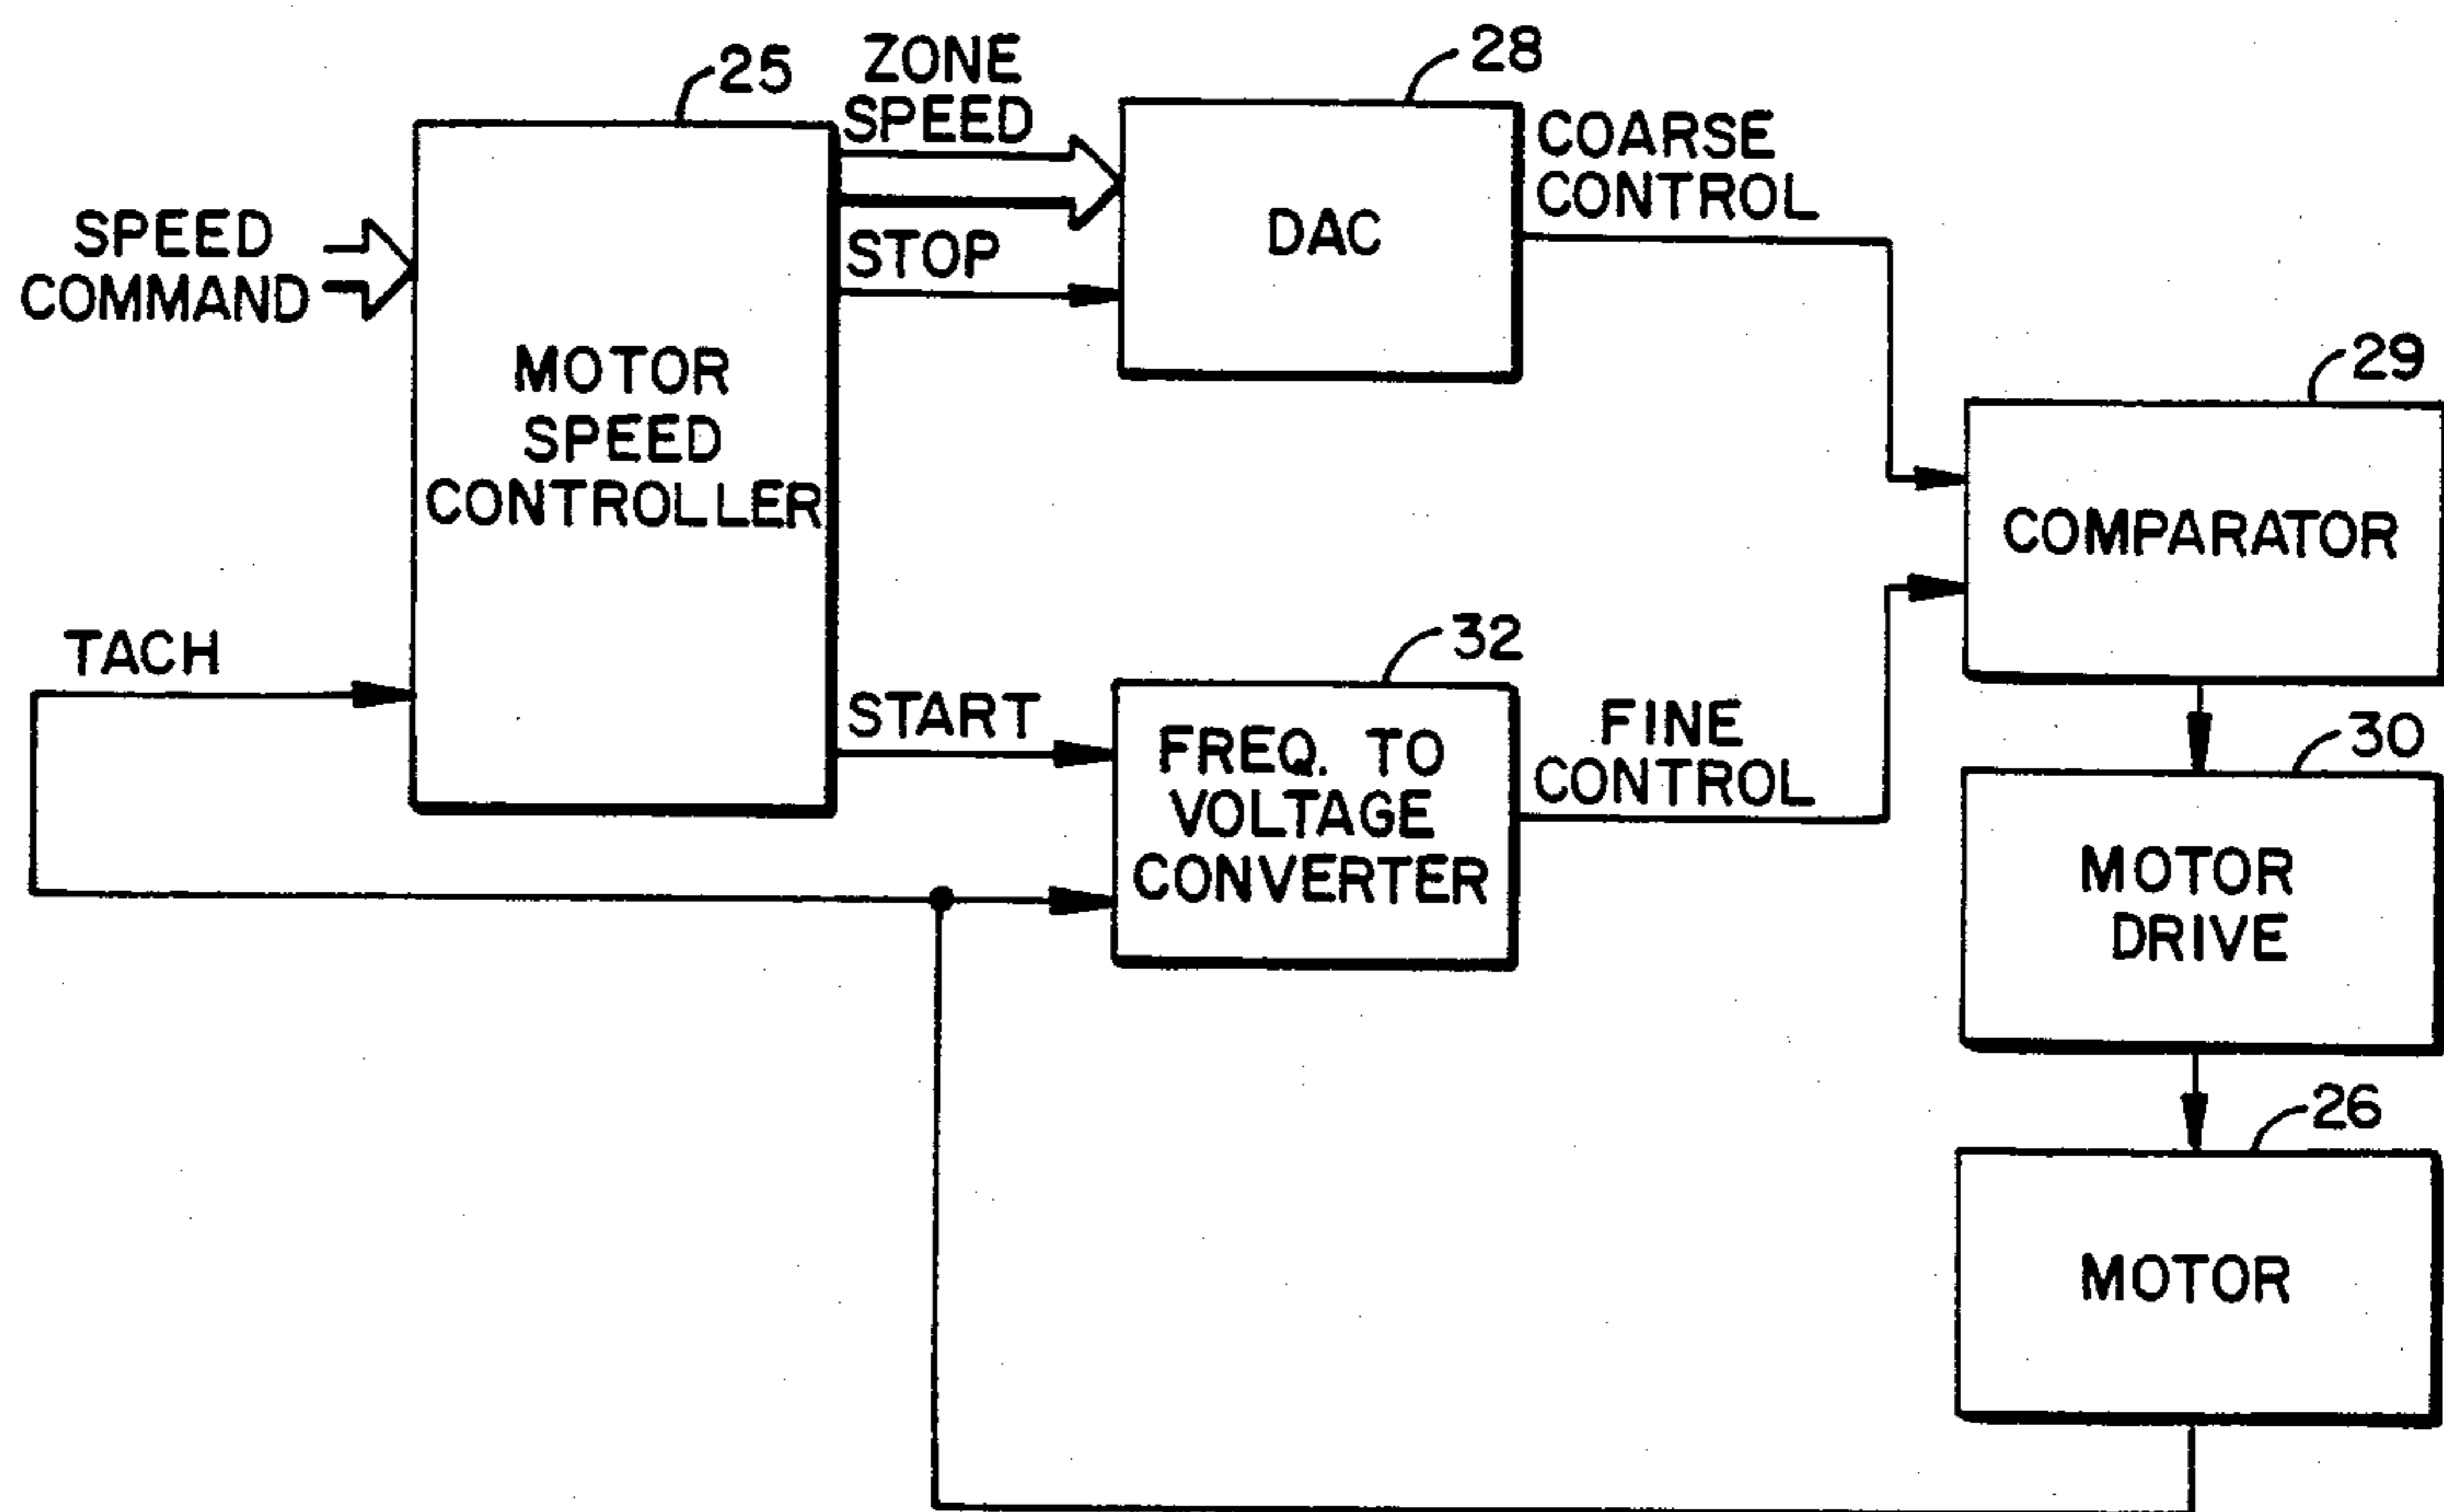 25
ZONE
SPEED
28
COARSE
CONTROL
SPEED
COMMAND
STOP
DAC
MOTOR
SPEED
CONTROLLER
29
COMPARATOR
TACH
START
32
FREQ. TO
VOLTAGE
CONVERTER
FINE
CONTROL
30
MOTOR
DRIVE
26
MOTOR